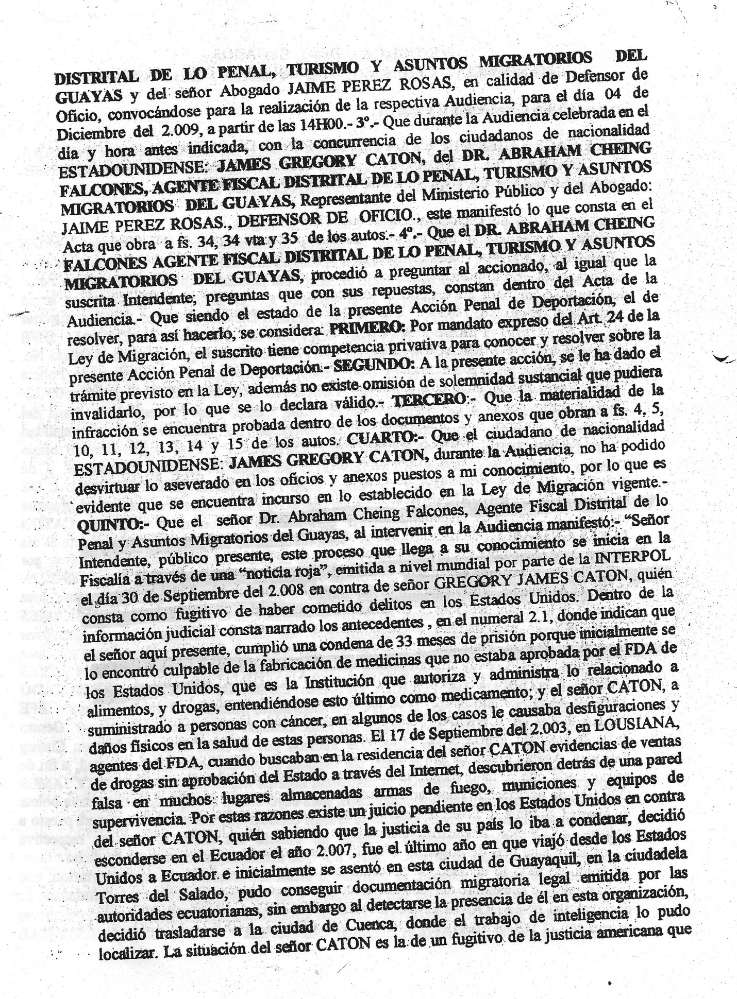 DISTRITAL DE LO PENAL, TURISMO Y ASUNTOS MIGRATORIOS DEL
GUAYAS y del señor Abogado JAIME PEREZ ROSAS, en calidad de Defensor de
Oficio, convocándose para la realización de la respectiva Audiencia, para el día 04 de
Diciembre del 2.009, a partir de las 14H00.- 3º.- Que durante la Audiencia celebrada en el
día y hora antes indicada, con la concurrencia de los ciudadanos de nacionalidad
ESTADOUNIDENSE: JAMES GREGORY CATON, del DR. ABRAHAM CHEING
FALCONES, AGENTE FISCAL DISTRITAL DE LO PENAL, TURISMO Y ASUNTOS
MIGRATORIOS DEL GUAYAS, Representante del Ministerio Público y del Abogado:
JAIME PEREZ ROSAS., DEFENSOR DE OFICIO., este manifestó lo que consta en el
Acta que obra a fs. 34, 34 vta y 35 de los autos.- 4º.- Que el DR. ABRAHAM CHEING
FALCONES AGENTE FISCAL DISTRITAL DE LO PENAL, TURISMO Y ASUNTOS
MIGRATORIOS DEL GUAYAS, procedió a preguntar al accionado, al igual que la
suscrita Intendente; preguntas que con sus repuestas, constan dentro del Acta de la
Audiencia.- Que siendo el estado de la presente Acción Penal de Deportación, el de
resolver, para así hacerlo, se considera: PRIMERO: Por mandato expreso del Art. 24 de la
Ley de Migración, el suscrito tiene competencia privativa para conocer y resolver sobre la
presente Acción Penal de Deportación.- SEGUNDO: A la presente acción, se le ha dado el
trámite previsto en la Ley, además no existe omisión de solemnidad sustancial que pudiera
invalidarlo, por lo que se lo declara válido.- TERCERO:- Que la materialidad de la
infracción se encuentra probada dentro de los documentos y anexos que obran a fs. 4, 5,
10, 11, 12, 13, 14 y 15 de los autos. CUARTO:- Que el ciudadano de nacionalidad
ESTADOUNIDENSE: JAMES GREGORY CATON, durante la Audiencia, no ha podido
desvirtuar lo aseverado en los oficios y anexos puestos a mi conocimiento, por lo que es
evidente que se encuentra incurso en lo establecido en la Ley de Migración vigente.-
QUINTO:- Que el señor Dr. Abraham Cheing Falcones, Agente Fiscal Distrital de lo
Penal y Asuntos Migratorios del Guayas, al intervenir en la Audiencia manifestó:- “Señor
Intendente, público presente, este proceso que llega a su conocimiento se inicia en la
Fiscalía a través de una “noticia roja”, emitida a nivel mundial por parte de la INTERPOL
el día 30 de Septiembre del 2.008 en contra de señor GREGORY JAMES CATON, quién
consta como fugitivo de haber cometido delitos en los Estados Unidos. Dentro de la
información judicial consta narrado los antecedentes , en el numeral 2.1, donde indican que
el señor aquí presente, cumplió una condena de 33 meses de prisión porque inicialmente se
lo encontró culpable de la fabricación de medicinas que no estaba aprobada por el FDA de
los Estados Unidos, que es la Institución que autoriza y administra lo relacionado a
alimentos, y drogas, entendiéndose esto último como medicamento; y el señor CATON, a
suministrado a personas con cáncer, en algunos de los casos le causaba desfiguraciones y
daños físicos en la salud de estas personas. El 17 de Septiembre del 2.003, en LOUSIANA,
agentes del FDA, cuando buscaban en la residencia del señor CATON evidencias de ventas
de drogas sin aprobación del Estado a través del Internet, descubrieron detrás de una pared
falsa en muchos lugares almacenadas armas de fuego, municiones y equipos de
supervivencia. Por estas razones existe un juicio pendiente en los Estados Unidos en contra
del señor CATON, quién sabiendo que la justicia de su país lo iba a condenar, decidió
esconderse en el Ecuador el año 2.007, fue el último año en que viajó desde los Estados
Unidos a Ecuador e inicialmente se asentó en esta ciudad de Guayaquil, en la ciudadela
Torres del Salado, pudo conseguir documentación migratoria legal emitida por las
autoridades ecuatorianas, sin embargo al detectarse la presencia de él en esta organización,
decidió trasladarse a la ciudad de Cuenca, donde el trabajo de inteligencia lo pudo
localizar. La situación del señor CATON es la de un fugitivo de la justicia americana que